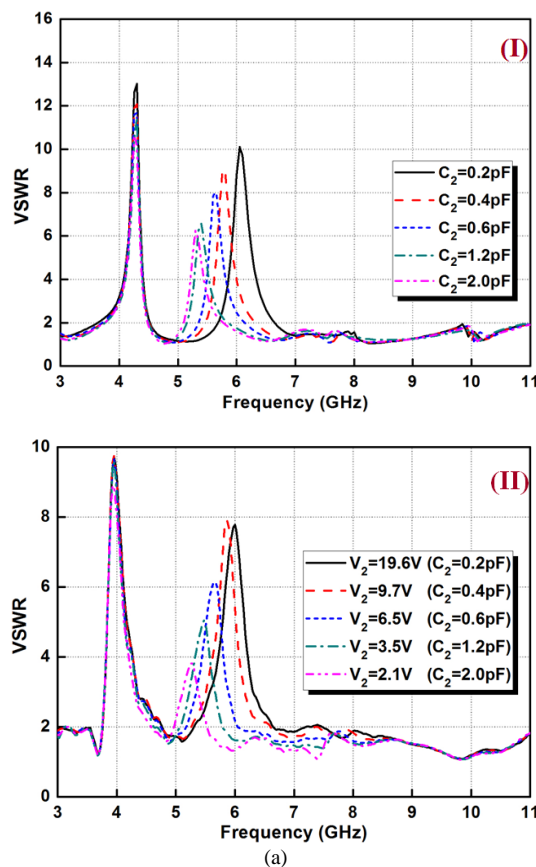 16
14
12
10
8
6
4
2
0
VSWR
(I)
C2=0.2pF
C2=0.4pF
C2=0.6pF
C2=1.2pF
C2=2.0pF
3 4 5 6 7 8 9 10 11
Frequency (GHz)
10
8
6
4
2
0
VSWR
(II)
V2=19.6V (C2=0.2pF)
V2=9.7V (C2=0.4pF)
V2=6.5V (C2=0.6pF)
V2=3.5V (C2=1.2pF)
V2=2.1V (C2=2.0pF)
3 4 5 6 7 8 9 10 11
Frequency (GHz)
(a)